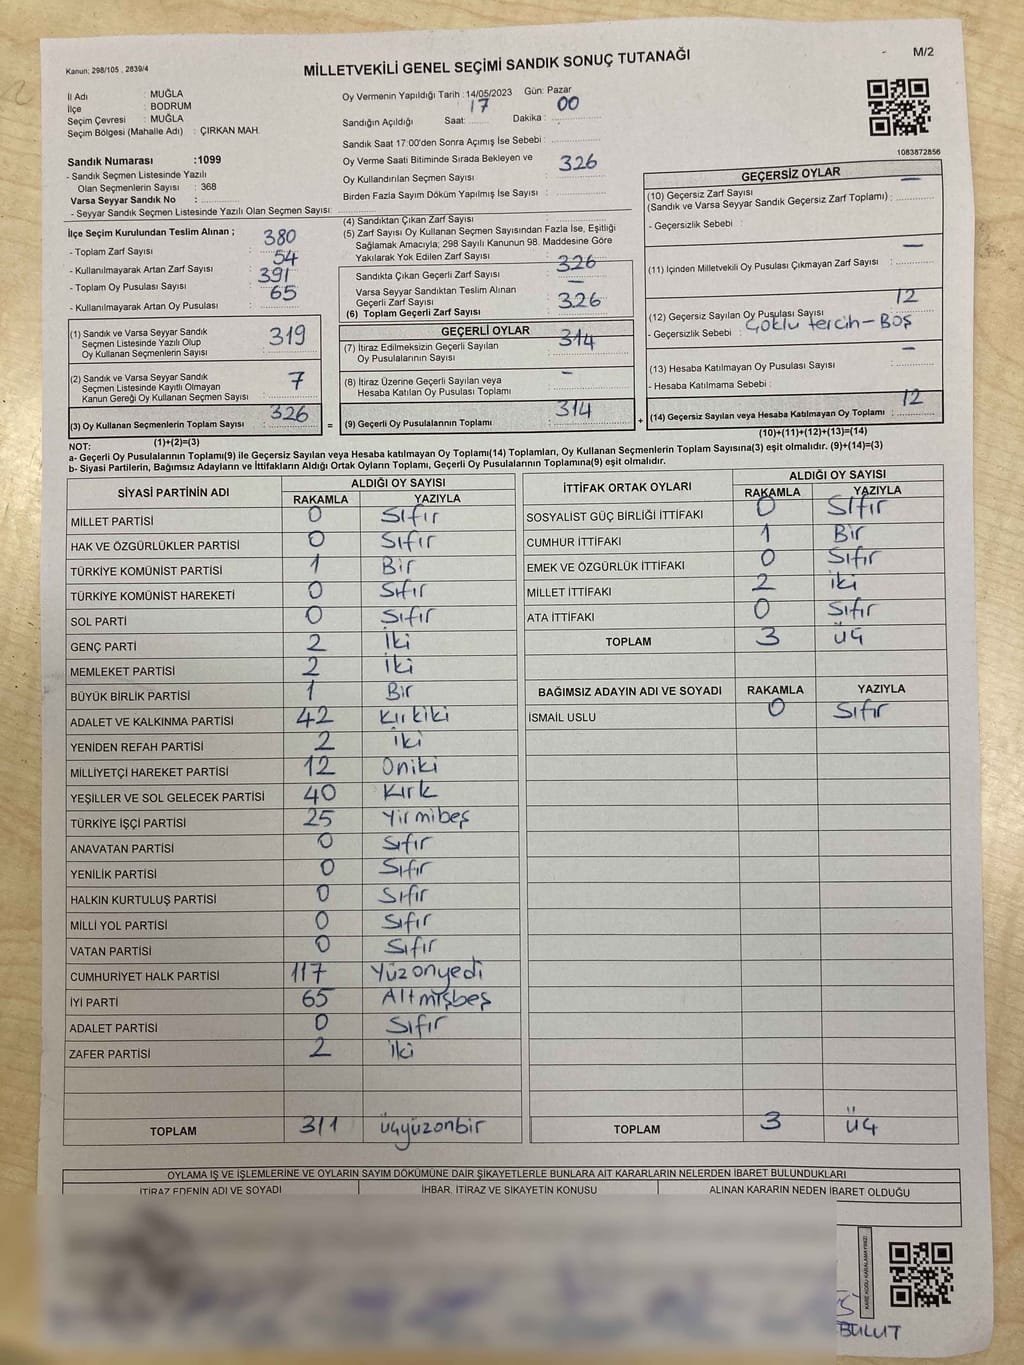 M/2
Kanun: 298/105 , 2839/4
MİLLETVEKİLİ GENEL SEÇİMİ SANDIK SONUÇ TUTANAĞI
İl Adı : MUĞLA
İlçe : BODRUM
Seçim Çevresi : MUĞLA
Seçim Bölgesi (Mahalle Adı) : ÇIRKAN MAH.
Sandık Numarası :1099
- Sandık Seçmen Listesinde Yazılı
Olan Seçmenlerin Sayısı : 368
Varsa Seyyar Sandık No :
- Seyyar Sandık Seçmen Listesinde Yazılı Olan Seçmen Sayısı:
Oy Vermenin Yapıldığı Tarih : 14/05/2023 Gün: Pazar
Sandığın Açıldığı Saat: 17 Dakika : 00
Sandık Saat 17:00'den Sonra Açımış İse Sebebi :
Oy Verme Saati Bitiminde Sırada Bekleyen ve
Oy Kullandırılan Seçmen Sayısı : 326
Birden Fazla Sayım Döküm Yapılmış İse Sayısı :
1083872856
İlçe Seçim Kurulundan Teslim Alınan ;
- Toplam Zarf Sayısı : 380
- Kullanılmayarak Artan Zarf Sayısı : 54
- Toplam Oy Pusulası Sayısı : 391
- Kullanılmayarak Artan Oy Pusulası : 65
(1) Sandık ve Varsa Seyyar Sandık
Seçmen Listesinde Yazılı Olup
Oy Kullanan Seçmenlerin Sayısı : 319
(2) Sandık ve Varsa Seyyar Sandık
Seçmen Listesinde Kayıtlı Olmayan
Kanun Gereği Oy Kullanan Seçmen Sayısı : 7
(3) Oy Kullanan Seçmenlerin Toplam Sayısı : 326
(1)+(2)=(3)
(4) Sandıktan Çıkan Zarf Sayısı :
(5) Zarf Sayısı Oy Kullanan Seçmen Sayısından Fazla İse, Eşitliği
Sağlamak Amacıyla; 298 Sayılı Kanunun 98. Maddesine Göre
Yakılarak Yok Edilen Zarf Sayısı :
Sandıkta Çıkan Geçerli Zarf Sayısı : 326
Varsa Seyyar Sandıktan Teslim Alınan
Geçerli Zarf Sayısı : —
(6) Toplam Geçerli Zarf Sayısı : 326
GEÇERLİ OYLAR
(7) İtiraz Edilmeksizin Geçerli Sayılan
Oy Pusulalarının Sayısı : 314
(8) İtiraz Üzerine Geçerli Sayılan veya
Hesaba Katılan Oy Pusulası Toplamı : —
= (9) Geçerli Oy Pusulalarının Toplamı : 314
GEÇERSİZ OYLAR
(10) Geçersiz Zarf Sayısı
(Sandık ve Varsa Seyyar Sandık Geçersiz Zarf Toplamı) : —
- Geçersizlik Sebebi :
(11) İçinden Milletvekili Oy Pusulası Çıkmayan Zarf Sayısı : —
(12) Geçersiz Sayılan Oy Pusulası Sayısı : 12
- Geçersizlik Sebebi : Çoklu tercih-Boş
(13) Hesaba Katılmayan Oy Pusulası Sayısı : —
- Hesaba Katılmama Sebebi :
+ (14) Geçersiz Sayılan veya Hesaba Katılmayan Oy Toplamı : 12
(10)+(11)+(12)+(13)=(14)
NOT:
a- Geçerli Oy Pusulalarının Toplamı(9) ile Geçersiz Sayılan veya Hesaba Katılmayan Oy Toplamı(14) Toplamları, Oy Kullanan Seçmenlerin Toplam Sayısına(3) eşit olmalıdır. (9)+(14)=(3)
b- Siyasi Partilerin, Bağımsız Adayların ve İttifakların Aldığı Ortak Oyların Toplamı, Geçerli Oy Pusulalarının Toplamına(9) eşit olmalıdır.
SİYASİ PARTİNİN ADI ALDIĞI OY SAYISI
RAKAMLA YAZIYLA
MİLLET PARTİSİ 0 Sıfır
HAK VE ÖZGÜRLÜKLER PARTİSİ 0 Sıfır
TÜRKİYE KOMÜNİST PARTİSİ 1 Bir
TÜRKİYE KOMÜNİST HAREKETİ 0 Sıfır
SOL PARTİ 0 Sıfır
GENÇ PARTİ 2 İki
MEMLEKET PARTİSİ 2 İki
BÜYÜK BİRLİK PARTİSİ 1 Bir
ADALET VE KALKINMA PARTİSİ 42 Kırkiki
YENİDEN REFAH PARTİSİ 2 İki
MİLLİYETÇİ HAREKET PARTİSİ 12 Oniki
YEŞİLLER VE SOL GELECEK PARTİSİ 40 Kırk
TÜRKİYE İŞÇİ PARTİSİ 25 Yirmibeş
ANAVATAN PARTİSİ 0 Sıfır
YENİLİK PARTİSİ 0 Sıfır
HALKIN KURTULUŞ PARTİSİ 0 Sıfır
MİLLİ YOL PARTİSİ 0 Sıfır
VATAN PARTİSİ 0 Sıfır
CUMHURİYET HALK PARTİSİ 117 Yüzonyedi
İYİ PARTİ 65 Altmışbeş
ADALET PARTİSİ 0 Sıfır
ZAFER PARTİSİ 2 İki
TOPLAM 311 üçyüzonbir
İTTİFAK ORTAK OYLARI ALDIĞI OY SAYISI
RAKAMLA YAZIYLA
SOSYALİST GÜÇ BİRLİĞİ İTTİFAKI 0 Sıfır
CUMHUR İTTİFAKI 1 Bir
EMEK VE ÖZGÜRLÜK İTTİFAKI 0 Sıfır
MİLLET İTTİFAKI 2 iki
ATA İTTİFAKI 0 Sıfır
TOPLAM 3 üç
BAĞIMSIZ ADAYIN ADI VE SOYADI RAKAMLA YAZIYLA
İSMAİL USLU 0 Sıfır
TOPLAM 3 üç
OYLAMA İŞ VE İŞLEMLERİNE VE OYLARIN SAYIM DÖKÜMÜNE DAİR ŞİKAYETLERLE BUNLARA AİT KARARLARIN NELERDEN İBARET BULUNDUKLARI
İTİRAZ EDENİN ADI VE SOYADI İHBAR, İTİRAZ VE ŞİKAYETİN KONUSU ALINAN KARARIN NEDEN İBARET OLDUĞU
KARE KODU KARALAMAYINIZ!
BULUT